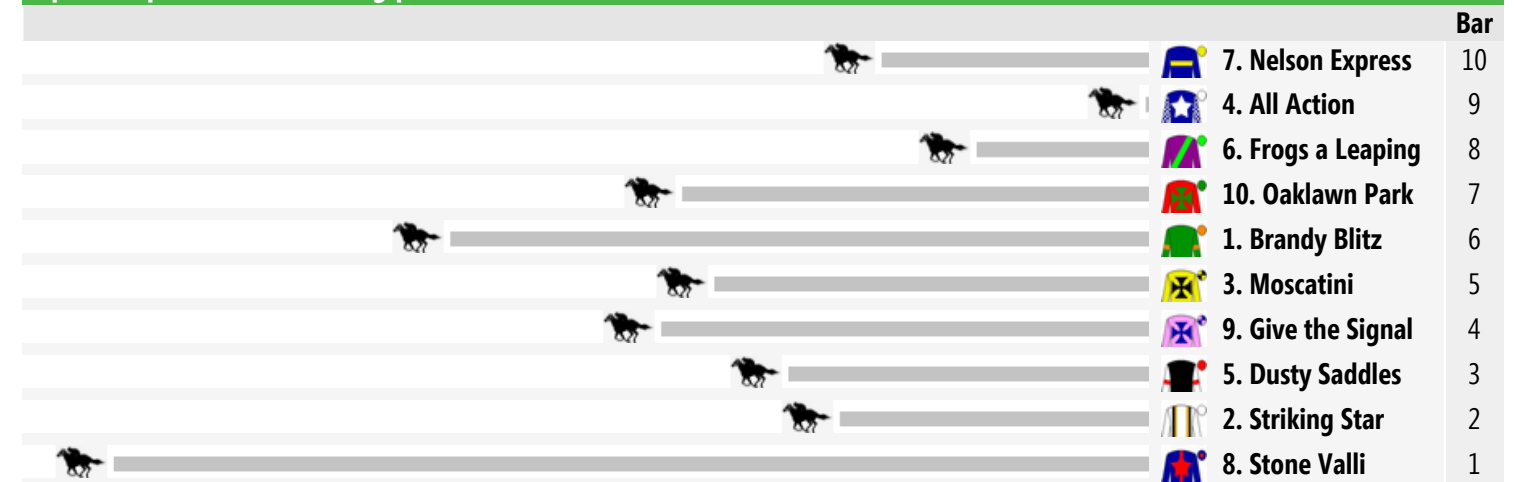 Bar
7. Nelson Express 10
4. All Action 9
6. Frogs a Leaping 8
10. Oaklawn Park 7
1. Brandy Blitz 6
3. Moscatini 5
9. Give the Signal 4
5. Dusty Saddles 3
2. Striking Star 2
8. Stone Valli 1